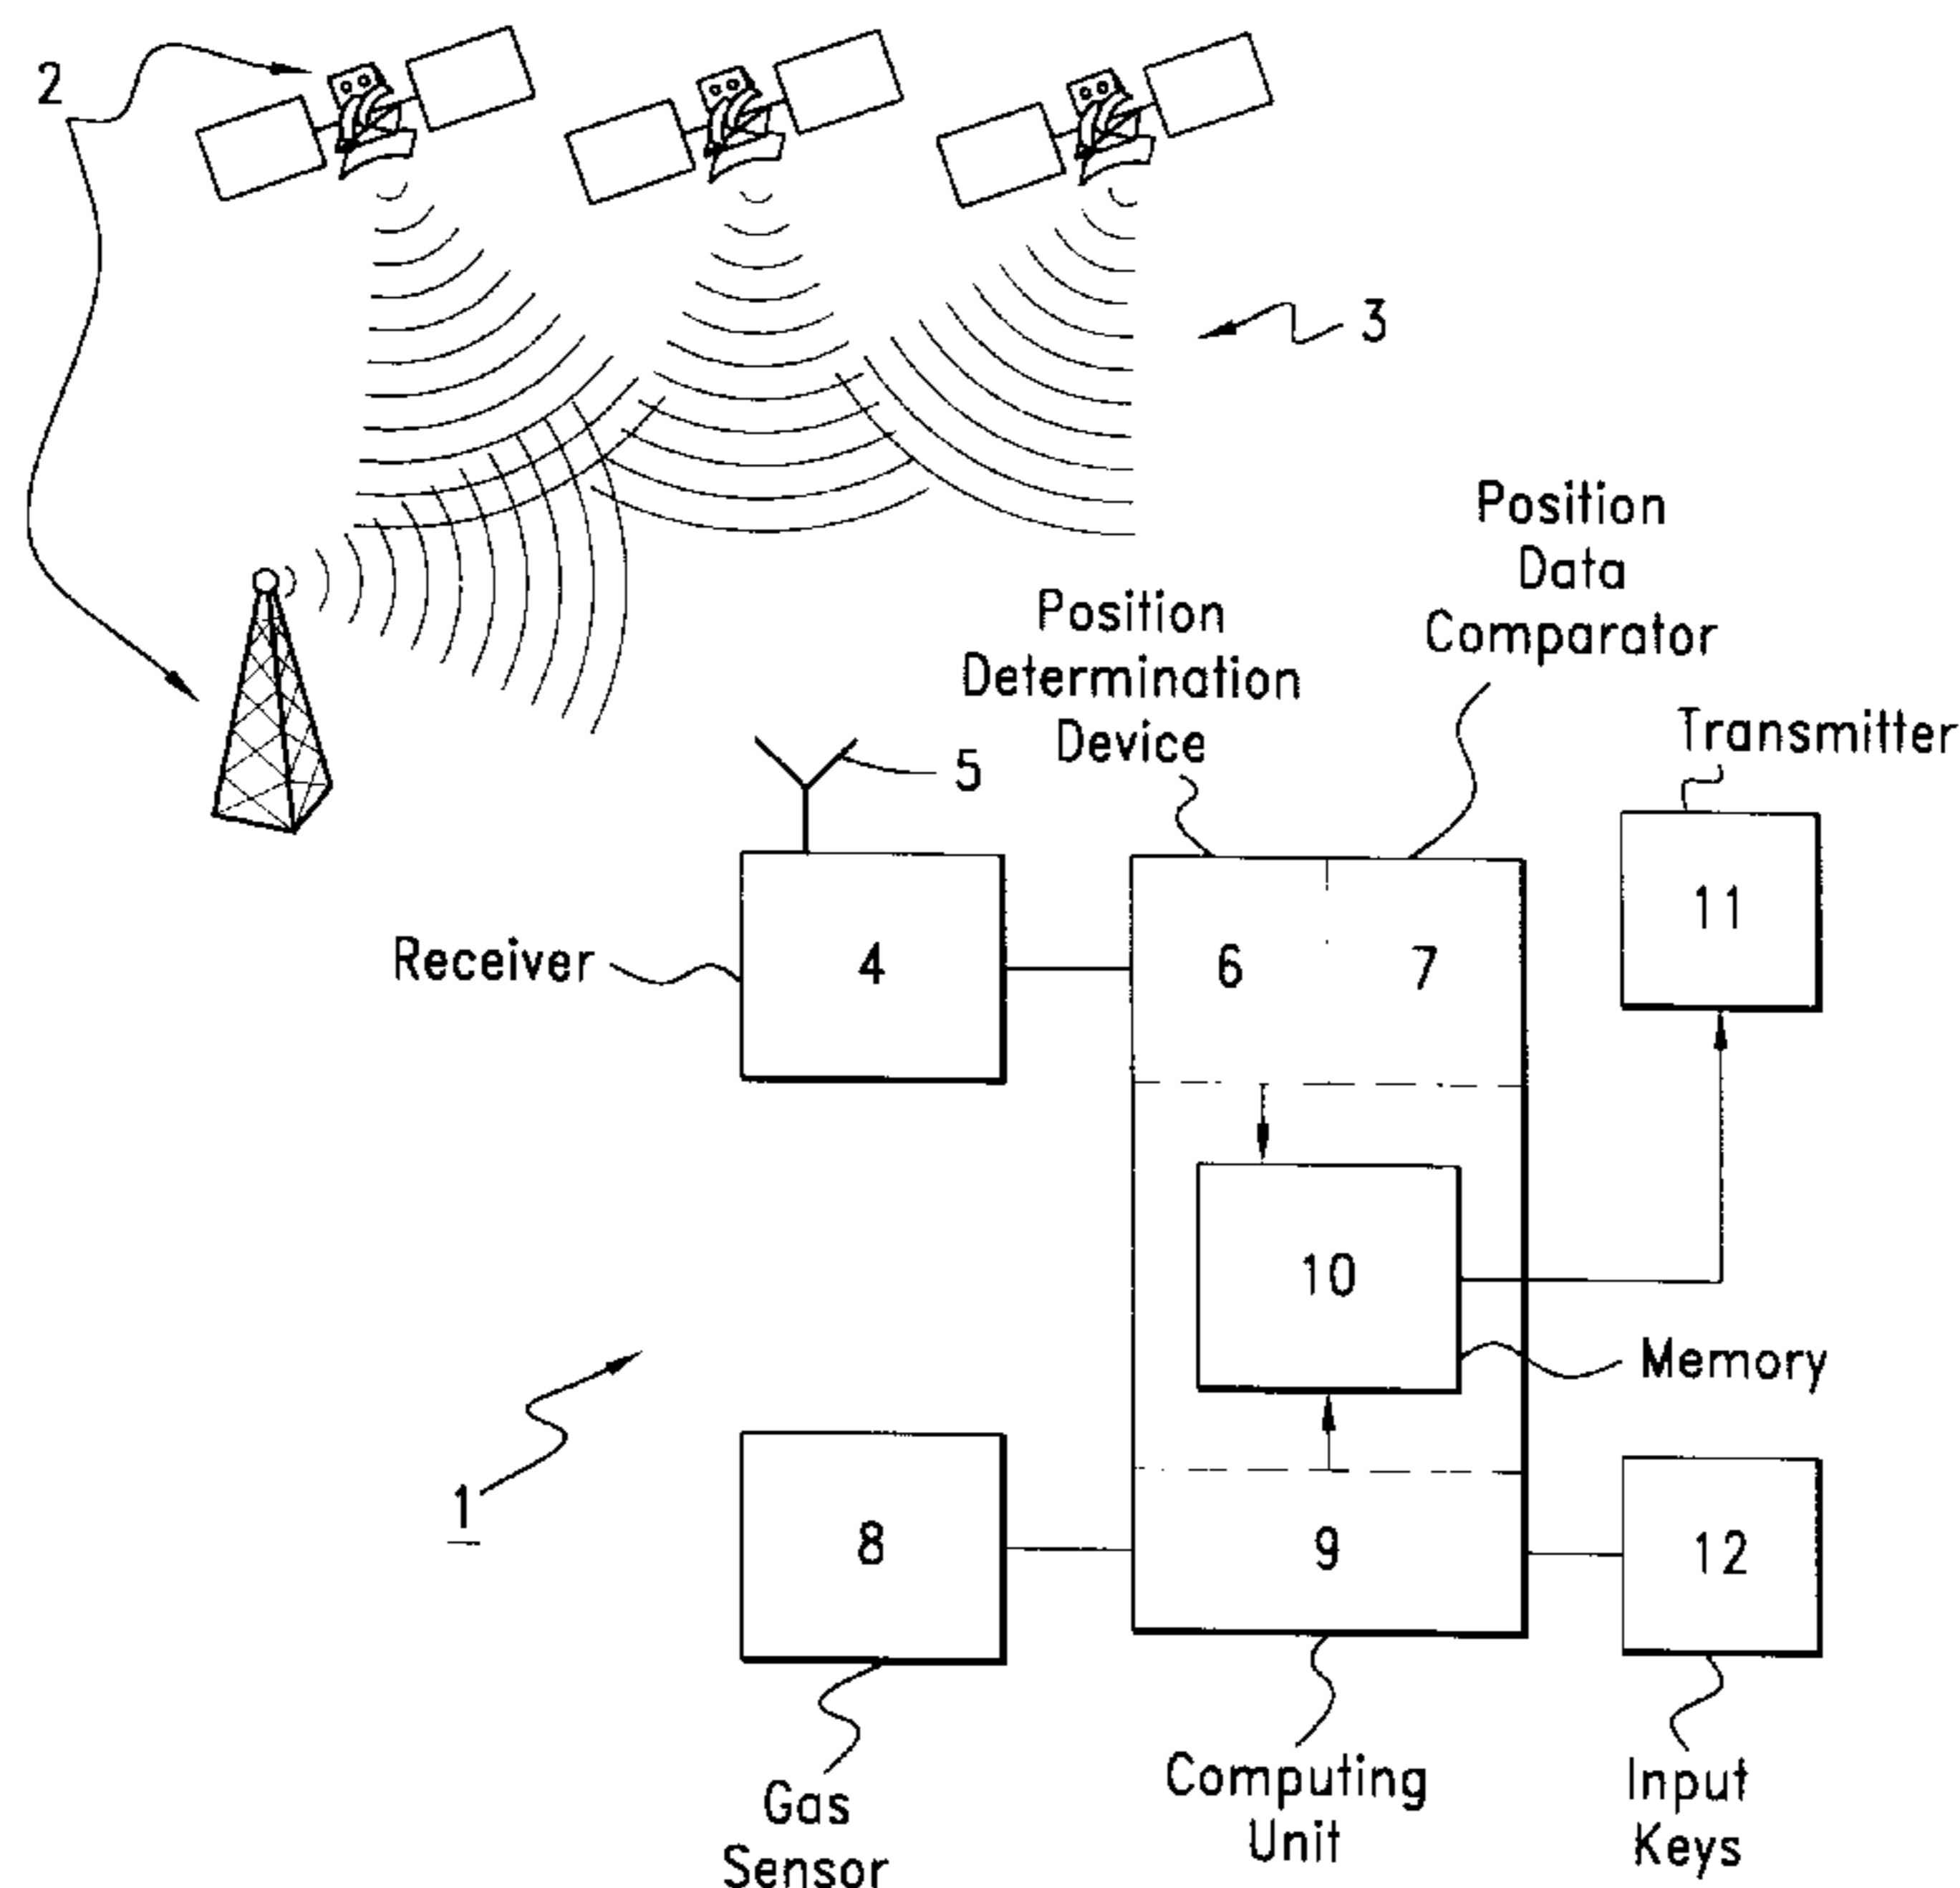 2
3
Position
Data
Comparator
Position
Determination
Device
Transmitter
5
11
Receiver
4
6
7
10
Memory
1
8
9
12
Gas
Sensor
Computing
Unit
Input
Keys